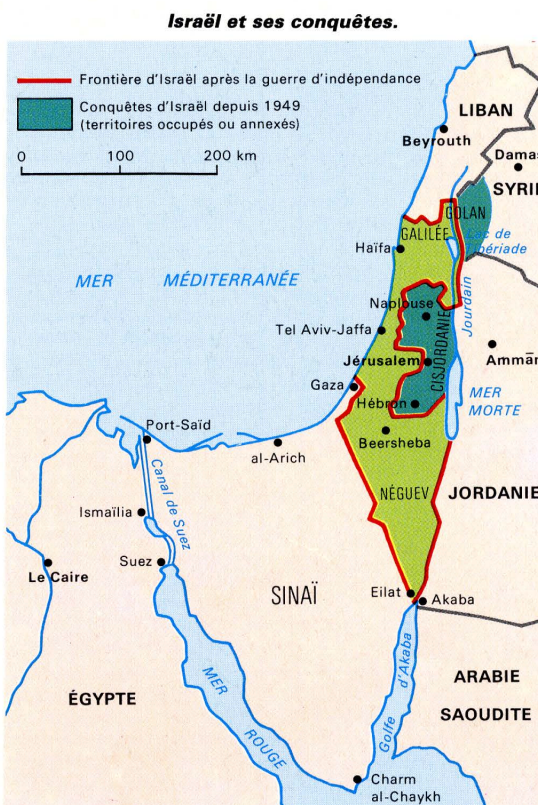 Israël et ses conquêtes.
Frontière d'Israël après la guerre d'indépendance
Conquêtes d'Israël depuis 1949
(territoires occupés ou annexés)
0 100 200 km
LIBAN
Beyrouth
Damas
SYRIE
GOLAN
GALILÉE
Lac de
Tibériade
Haïfa
MER MÉDITERRANÉE
Naplouse
Jourdain
Tel Aviv-Jaffa
CISJORDANIE
Jérusalem
Ammān
Gaza
Hébron
MER
MORTE
Port-Saïd
al-Arich
Beersheba
Canal de Suez
NÉGUEV
JORDANIE
Ismaïlia
Suez
Le Caire
SINAÏ
Eilat
Akaba
MER
ROUGE
Golfe
d'Akaba
ÉGYPTE
ARABIE
SAOUDITE
Charm
al-Chaykh